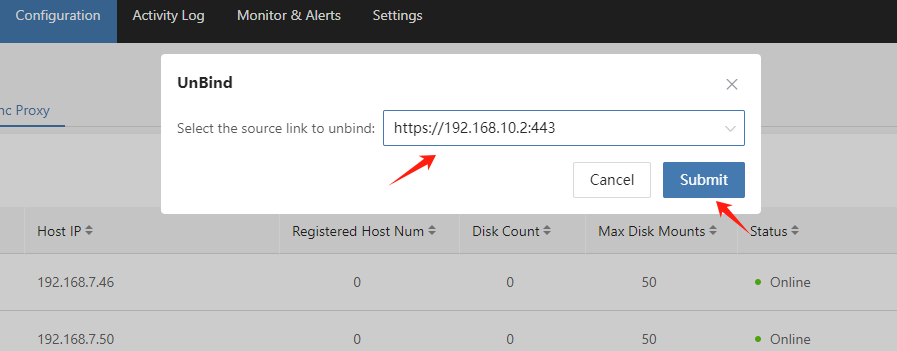 Configuration Activity Log Monitor & Alerts Settings
UnBind
nc Proxy
Select the source link to unbind: https://192.168.10.2:443
Cancel Submit
Host IP Registered Host Num Disk Count Max Disk Mounts Status
192.168.7.46 0 0 50 Online
192.168.7.50 0 0 50 Online